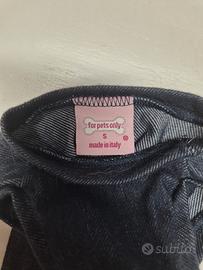 for pets only
S
made in italy
subito